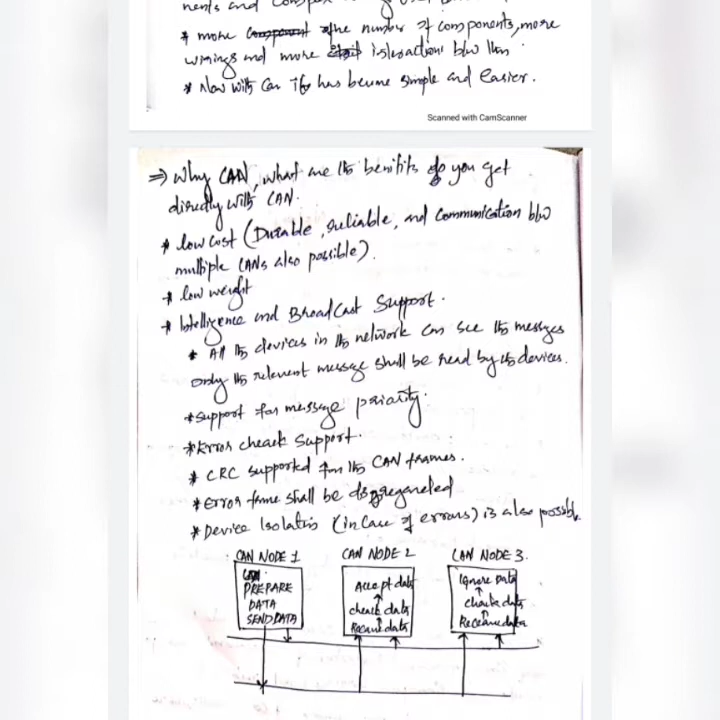 nents and
* more the number of components, more
wirings and more interactions b/w them.
* Now with Can it has become simple and easier.
Scanned with CamScanner
⇒ Why CAN, what are the benifits do you get
directly with CAN.
* low cost (Durable, reliable, and Communication b/w
multiple CANs also possible).
* low weight
* Intelligence and BroadCast Support.
* All the devices in the network can see the messages
only the relevent message shall be read by the devices.
* Support for message priority.
* Error check Support.
* CRC supported for the CAN frames.
* Error frame shall be
* Device Isolation (in Case of errors) is also possible.
CAN NODE 1 CAN NODE 2 CAN NODE 3.
PREPARE
DATA
SEND DATA
Accept data
check data
Receive data
Ignore Data
check data
Receive data